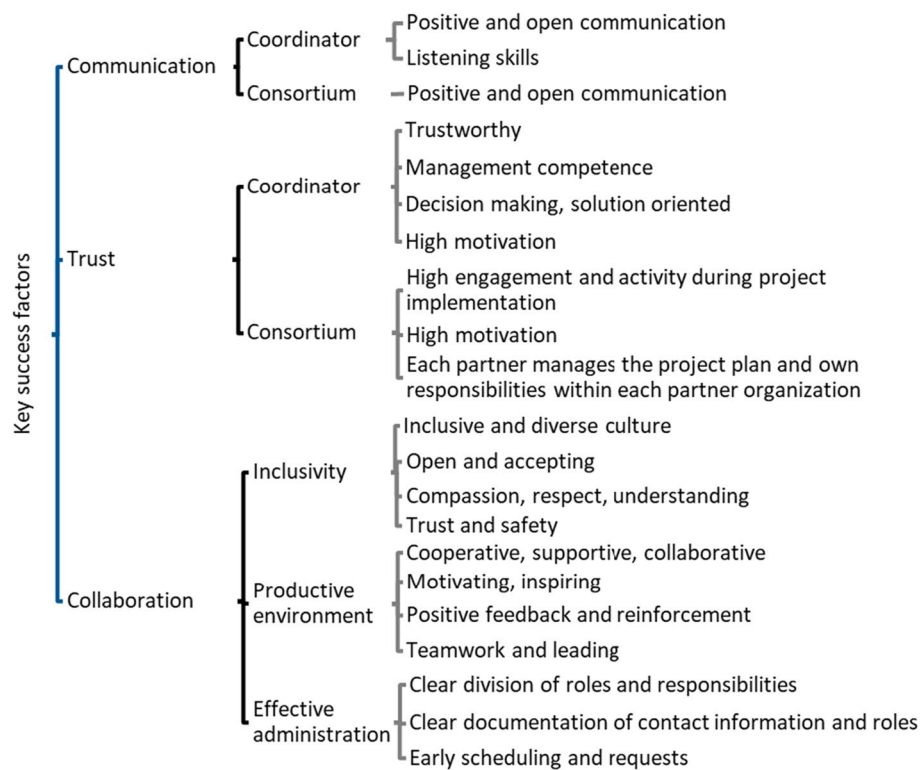 Key success factors
Communication
Coordinator
Positive and open communication
Listening skills
Consortium
Positive and open communication
Trust
Coordinator
Trustworthy
Management competence
Decision making, solution oriented
High motivation
Consortium
High engagement and activity during project
implementation
High motivation
Each partner manages the project plan and own
responsibilities within each partner organization
Collaboration
Inclusivity
Inclusive and diverse culture
Open and accepting
Compassion, respect, understanding
Trust and safety
Productive
environment
Cooperative, supportive, collaborative
Motivating, inspiring
Positive feedback and reinforcement
Teamwork and leading
Effective
administration
Clear division of roles and responsibilities
Clear documentation of contact information and roles
Early scheduling and requests